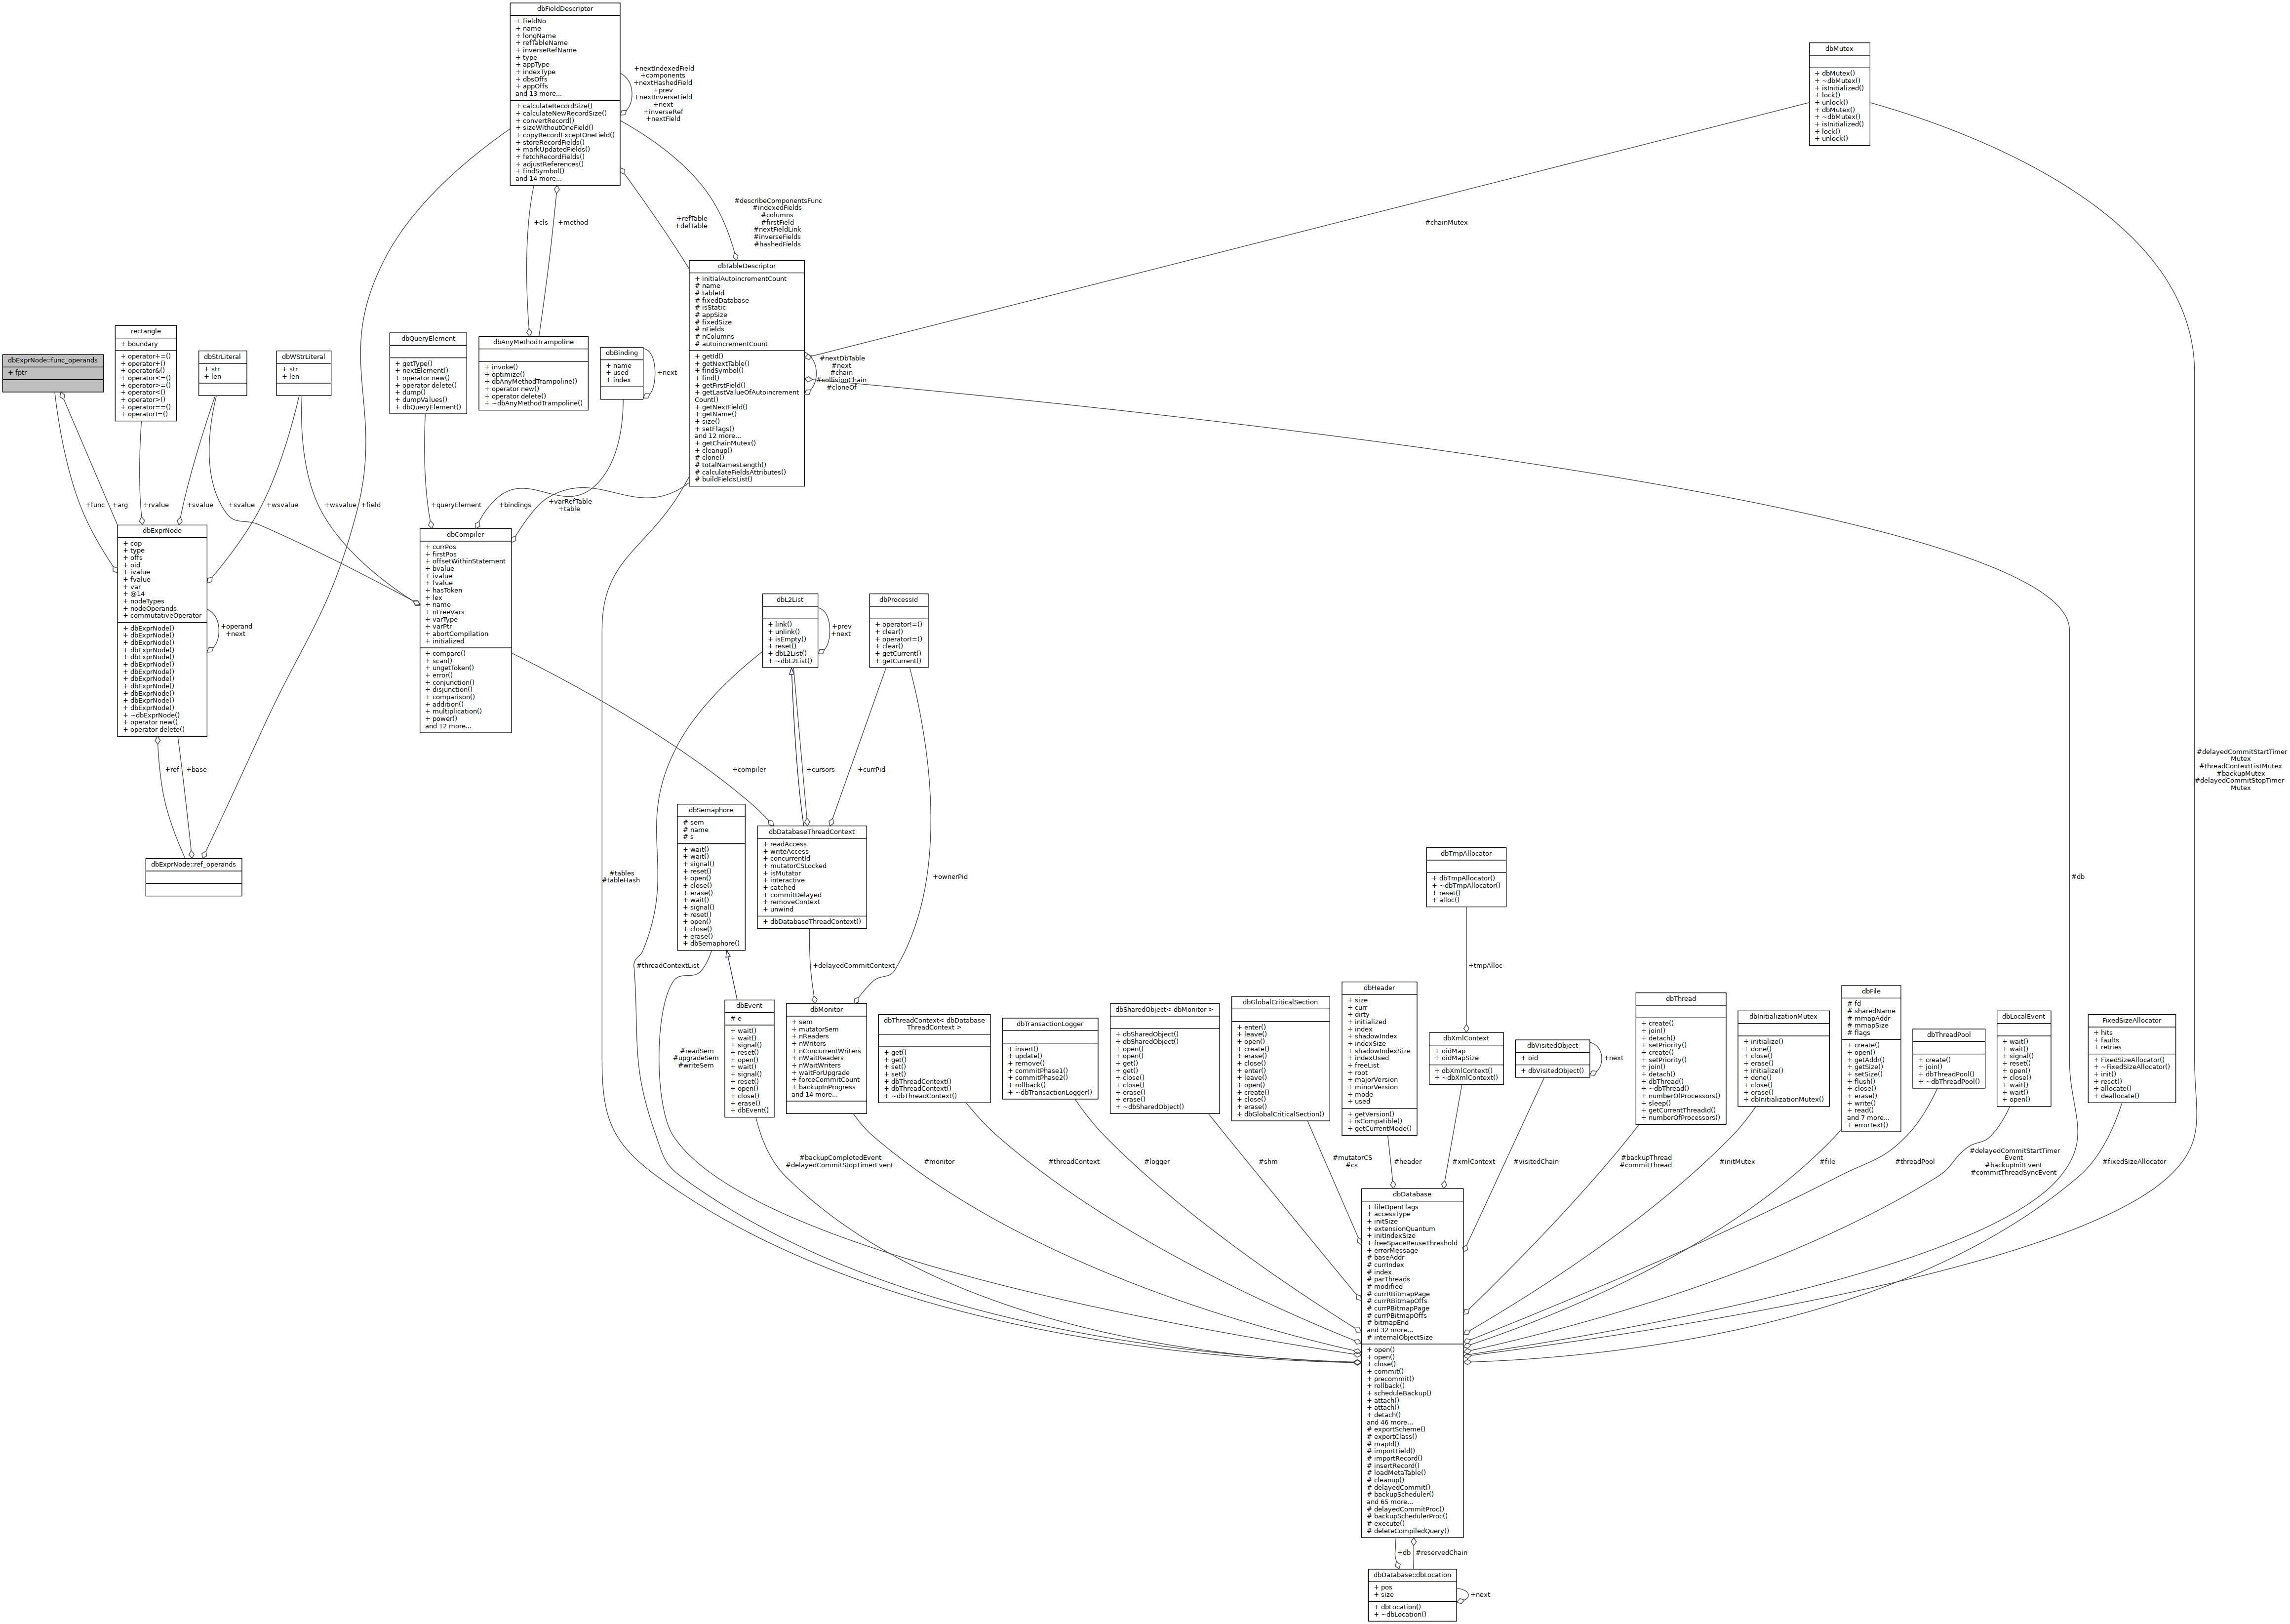 dbFieldDescriptor
+ fieldNo
+ name
+ longName
+ refTableName
+ inverseRefName
+ type
+ appType
+ indexType
+ dbsOffs
+ appOffs
and 13 more...
+ calculateRecordSize()
+ calculateNewRecordSize()
+ convertRecord()
+ sizeWithoutOneField()
+ copyRecordExceptOneField()
+ storeRecordFields()
+ markUpdatedFields()
+ fetchRecordFields()
+ adjustReferences()
+ findSymbol()
and 14 more...
+nextIndexedField
+components
+nextHashedField
+prev
+nextInverseField
+next
+inverseRef
+nextField
dbMutex
+ dbMutex()
+ ~dbMutex()
+ isInitialized()
+ lock()
+ unlock()
+ dbMutex()
+ ~dbMutex()
+ isInitialized()
+ lock()
+ unlock()
+cls
+method
+refTable
+defTable
#describeComponentsFunc
#indexedFields
#columns
#firstField
#nextFieldLink
#inverseFields
#hashedFields
#chainMutex
dbTableDescriptor
+ initialAutoincrementCount
# name
# tableId
# fixedDatabase
# isStatic
# appSize
# fixedSize
# nFields
# nColumns
# autoincrementCount
+ getId()
+ getNextTable()
+ findSymbol()
+ find()
+ getFirstField()
+ getLastValueOfAutoincrement
Count()
+ getNextField()
+ getName()
+ size()
+ setFlags()
and 12 more...
+ getChainMutex()
+ cleanup()
# clone()
# totalNamesLength()
# calculateFieldsAttributes()
# buildFieldsList()
#nextDbTable
#next
#chain
#collisionChain
#cloneOf
dbExprNode::func_operands
+ fptr
rectangle
+ boundary
+ operator+=()
+ operator+()
+ operator&()
+ operator<=()
+ operator>=()
+ operator<()
+ operator>()
+ operator==()
+ operator!=()
dbStrLiteral
+ str
+ len
dbWStrLiteral
+ str
+ len
dbQueryElement
+ getType()
+ nextElement()
+ operator new()
+ operator delete()
+ dump()
+ dumpValues()
+ dbQueryElement()
dbAnyMethodTrampoline
+ invoke()
+ optimize()
+ dbAnyMethodTrampoline()
+ operator new()
+ operator delete()
+ ~dbAnyMethodTrampoline()
dbBinding
+ name
+ used
+ index
+next
+func
+arg
+rvalue
+svalue
+svalue
+wsvalue
+wsvalue
+field
+queryElement
+bindings
+varRefTable
+table
dbExprNode
+ cop
+ type
+ offs
+ oid
+ ivalue
+ fvalue
+ var
+ @14
+ nodeTypes
+ nodeOperands
+ commutativeOperator
+ dbExprNode()
+ dbExprNode()
+ dbExprNode()
+ dbExprNode()
+ dbExprNode()
+ dbExprNode()
+ dbExprNode()
+ dbExprNode()
+ dbExprNode()
+ dbExprNode()
+ dbExprNode()
+ dbExprNode()
+ ~dbExprNode()
+ operator new()
+ operator delete()
+operand
+next
dbCompiler
+ currPos
+ firstPos
+ offsetWithinStatement
+ bvalue
+ ivalue
+ fvalue
+ hasToken
+ lex
+ name
+ nFreeVars
+ varType
+ varPtr
+ abortCompilation
+ initialized
+ compare()
+ scan()
+ ungetToken()
+ error()
+ conjunction()
+ disjunction()
+ comparison()
+ addition()
+ multiplication()
+ power()
and 12 more...
dbL2List
+ link()
+ unlink()
+ isEmpty()
+ reset()
+ dbL2List()
+ ~dbL2List()
+prev
+next
dbProcessId
+ operator!=()
+ clear()
+ operator!=()
+ clear()
+ getCurrent()
+ getCurrent()
+ref
+base
+compiler
+cursors
+currPid
#delayedCommitStartTimer
Mutex
#threadContextListMutex
#backupMutex
#delayedCommitStopTimer
Mutex
dbExprNode::ref_operands
#tables
#tableHash
dbSemaphore
# sem
# name
# s
+ wait()
+ wait()
+ signal()
+ reset()
+ open()
+ close()
+ erase()
+ wait()
+ signal()
+ reset()
+ open()
+ close()
+ erase()
+ dbSemaphore()
dbDatabaseThreadContext
+ readAccess
+ writeAccess
+ concurrentId
+ mutatorCSLocked
+ isMutator
+ interactive
+ catched
+ commitDelayed
+ removeContext
+ unwind
+ dbDatabaseThreadContext()
+ownerPid
dbTmpAllocator
+ dbTmpAllocator()
+ ~dbTmpAllocator()
+ reset()
+ alloc()
#db
#threadContextList
+delayedCommitContext
+tmpAlloc
#readSem
#upgradeSem
#writeSem
dbEvent
# e
+ wait()
+ wait()
+ signal()
+ reset()
+ open()
+ wait()
+ signal()
+ reset()
+ open()
+ close()
+ erase()
+ dbEvent()
dbMonitor
+ sem
+ mutatorSem
+ nReaders
+ nWriters
+ nConcurrentWriters
+ nWaitReaders
+ nWaitWriters
+ waitForUpgrade
+ forceCommitCount
+ backupInProgress
and 14 more...
dbThreadContext< dbDatabase
ThreadContext >
+ get()
+ get()
+ set()
+ set()
+ dbThreadContext()
+ dbThreadContext()
+ ~dbThreadContext()
dbTransactionLogger
+ insert()
+ update()
+ remove()
+ commitPhase1()
+ commitPhase2()
+ rollback()
+ ~dbTransactionLogger()
dbSharedObject< dbMonitor >
+ dbSharedObject()
+ dbSharedObject()
+ open()
+ open()
+ get()
+ get()
+ close()
+ close()
+ erase()
+ erase()
+ ~dbSharedObject()
dbGlobalCriticalSection
+ enter()
+ leave()
+ open()
+ create()
+ erase()
+ close()
+ enter()
+ leave()
+ open()
+ create()
+ close()
+ erase()
+ dbGlobalCriticalSection()
dbHeader
+ size
+ curr
+ dirty
+ initialized
+ index
+ shadowIndex
+ indexSize
+ shadowIndexSize
+ indexUsed
+ freeList
+ root
+ majorVersion
+ minorVersion
+ mode
+ used
+ getVersion()
+ isCompatible()
+ getCurrentMode()
dbXmlContext
+ oidMap
+ oidMapSize
+ dbXmlContext()
+ ~dbXmlContext()
dbVisitedObject
+ oid
+ dbVisitedObject()
+next
dbThread
+ create()
+ join()
+ detach()
+ setPriority()
+ create()
+ setPriority()
+ join()
+ detach()
+ dbThread()
+ ~dbThread()
+ numberOfProcessors()
+ sleep()
+ getCurrentThreadId()
+ numberOfProcessors()
dbInitializationMutex
+ initialize()
+ done()
+ close()
+ erase()
+ initialize()
+ done()
+ close()
+ erase()
+ dbInitializationMutex()
dbFile
# fd
# sharedName
# mmapAddr
# mmapSize
# flags
+ create()
+ open()
+ getAddr()
+ getSize()
+ setSize()
+ flush()
+ close()
+ erase()
+ write()
+ read()
and 7 more...
+ errorText()
dbThreadPool
+ create()
+ join()
+ dbThreadPool()
+ ~dbThreadPool()
dbLocalEvent
+ wait()
+ wait()
+ signal()
+ reset()
+ open()
+ close()
+ wait()
+ wait()
+ open()
FixedSizeAllocator
+ hits
+ faults
+ retries
+ FixedSizeAllocator()
+ ~FixedSizeAllocator()
+ init()
+ reset()
+ allocate()
+ deallocate()
#backupCompletedEvent
#delayedCommitStopTimerEvent
#monitor
#threadContext
#logger
#shm
#mutatorCS
#cs
#header
#xmlContext
#visitedChain
#backupThread
#commitThread
#initMutex
#file
#threadPool
#delayedCommitStartTimer
Event
#backupInitEvent
#commitThreadSyncEvent
#fixedSizeAllocator
dbDatabase
+ fileOpenFlags
+ accessType
+ initSize
+ extensionQuantum
+ initIndexSize
+ freeSpaceReuseThreshold
+ errorMessage
# baseAddr
# currIndex
# index
# parThreads
# modified
# currRBitmapPage
# currRBitmapOffs
# currPBitmapPage
# currPBitmapOffs
# bitmapEnd
and 32 more...
# internalObjectSize
+ open()
+ open()
+ close()
+ commit()
+ precommit()
+ rollback()
+ scheduleBackup()
+ attach()
+ attach()
+ detach()
and 46 more...
# exportScheme()
# exportClass()
# mapId()
# importField()
# importRecord()
# insertRecord()
# loadMetaTable()
# cleanup()
# delayedCommit()
# backupScheduler()
and 65 more...
# delayedCommitProc()
# backupSchedulerProc()
# execute()
# deleteCompiledQuery()
+db
#reservedChain
dbDatabase::dbLocation
+ pos
+ size
+ dbLocation()
+ ~dbLocation()
+next